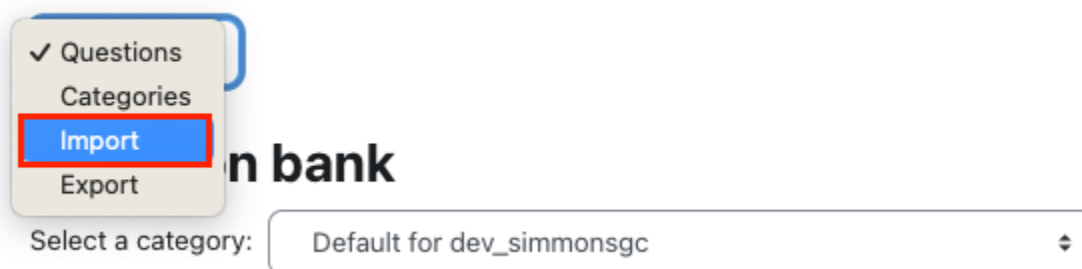 ✓ Questions
Categories
Import
Export
n bank
Select a category: Default for dev_simmonsgc